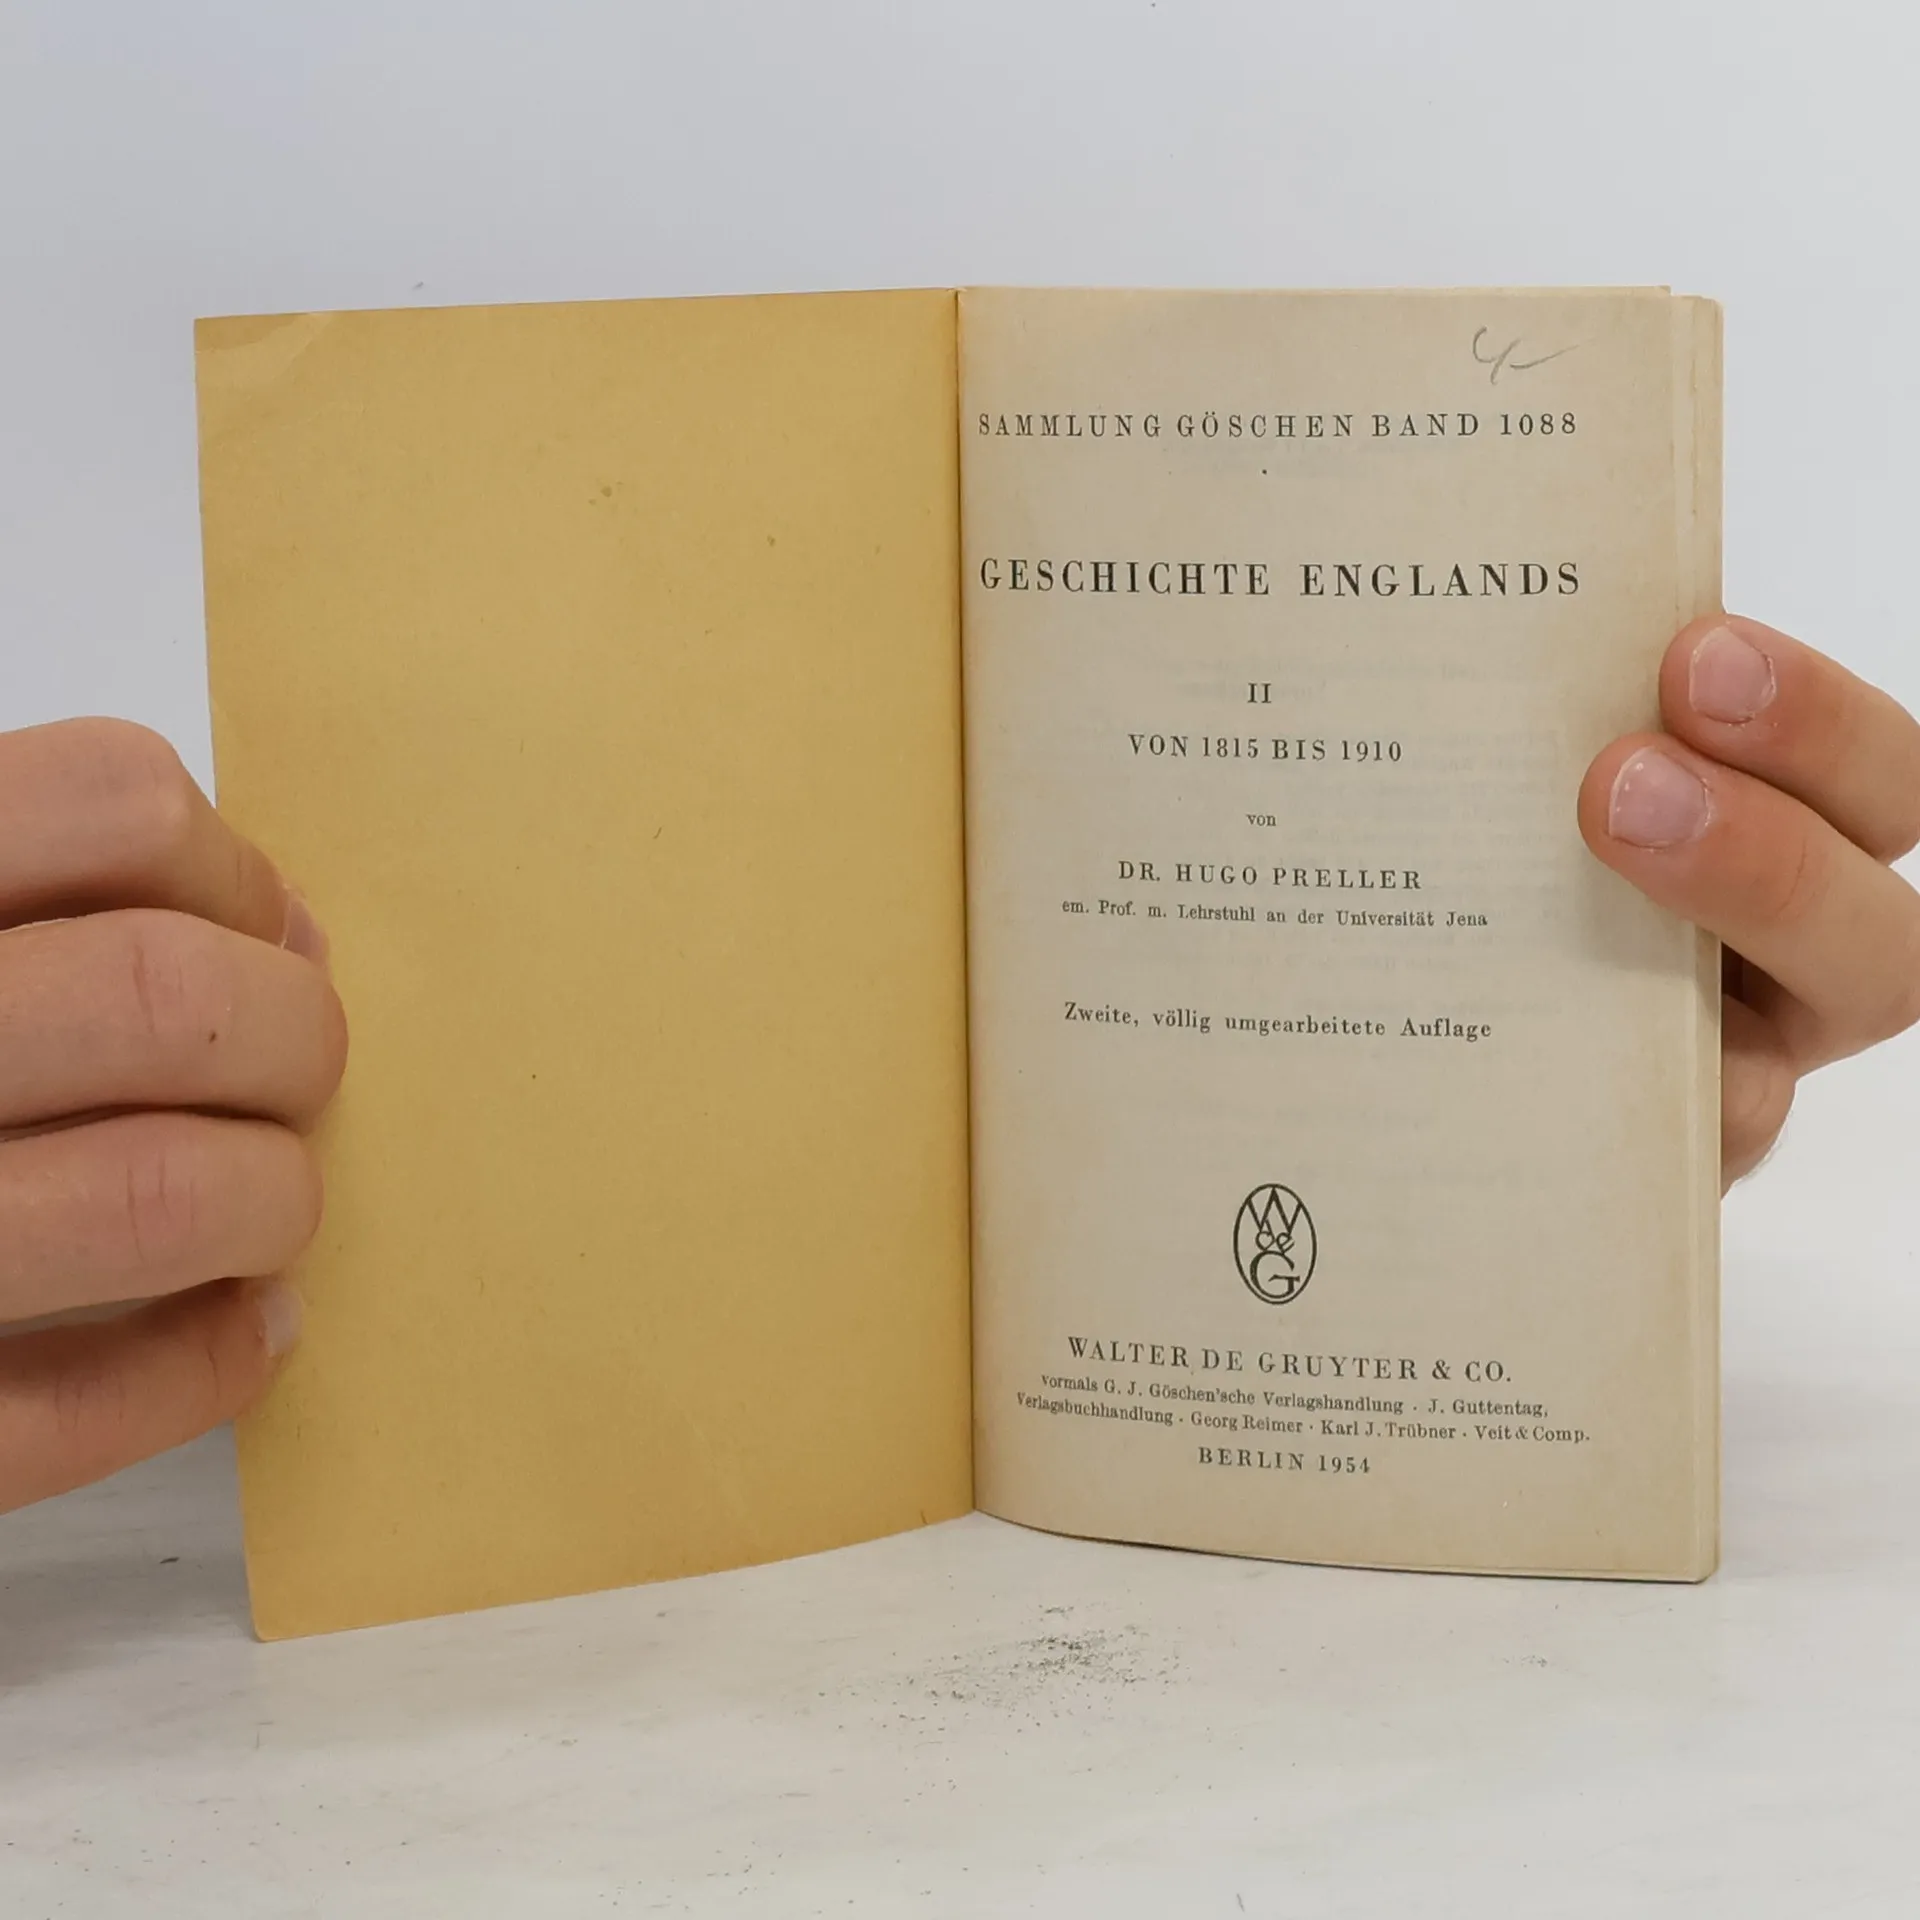 4-
SAMMLUNG GÖSCHEN BAND 1088
GESCHICHTE ENGLANDS
II
VON 1815 BIS 1910
von
DR. HUGO PRELLER
em. Prof. m. Lehrstuhl an der Universität Jena
Zweite, völlig umgearbeitete Auflage
W de G
WALTER DE GRUYTER & CO.
vormals G. J. Göschen'sche Verlagshandlung · J. Guttentag,
Verlagsbuchhandlung · Georg Reimer · Karl J. Trübner · Veit & Comp.
BERLIN 1954